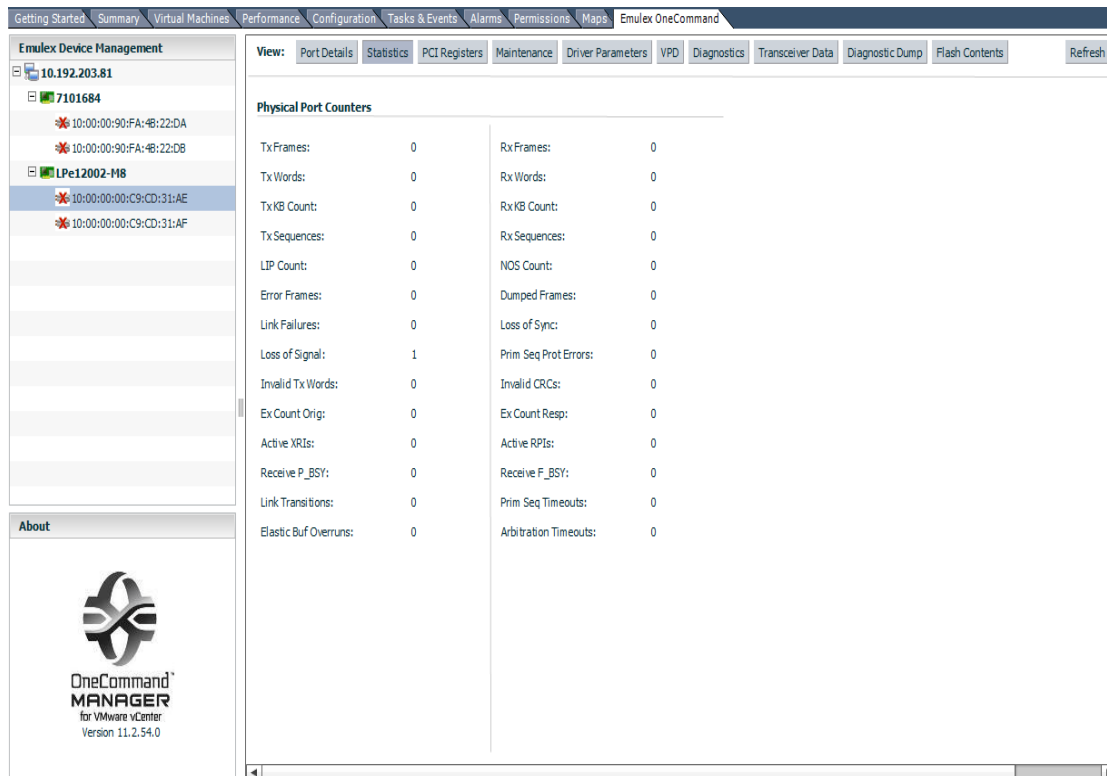 Getting Started Summary Virtual Machines Performance Configuration Tasks & Events Alarms Permissions Maps Emulex OneCommand
Emulex Device Management
10.192.203.81
7101684
10:00:00:90:FA:4B:22:DA
10:00:00:90:FA:4B:22:DB
LPe12002-M8
10:00:00:00:C9:CD:31:AE
10:00:00:00:C9:CD:31:AF
View: Port Details Statistics PCI Registers Maintenance Driver Parameters VPD Diagnostics Transceiver Data Diagnostic Dump Flash Contents Refresh
Physical Port Counters
Tx Frames: 0 Rx Frames: 0
Tx Words: 0 Rx Words: 0
Tx KB Count: 0 Rx KB Count: 0
Tx Sequences: 0 Rx Sequences: 0
LIP Count: 0 NOS Count: 0
Error Frames: 0 Dumped Frames: 0
Link Failures: 0 Loss of Sync: 0
Loss of Signal: 1 Prim Seq Prot Errors: 0
Invalid Tx Words: 0 Invalid CRCs: 0
Ex Count Orig: 0 Ex Count Resp: 0
Active XRIs: 0 Active RPIs: 0
Receive P_BSY: 0 Receive F_BSY: 0
Link Transitions: 0 Prim Seq Timeouts: 0
Elastic Buf Overruns: 0 Arbitration Timeouts: 0
About
OneCommand™
MANAGER
for VMware vCenter
Version 11.2.54.0